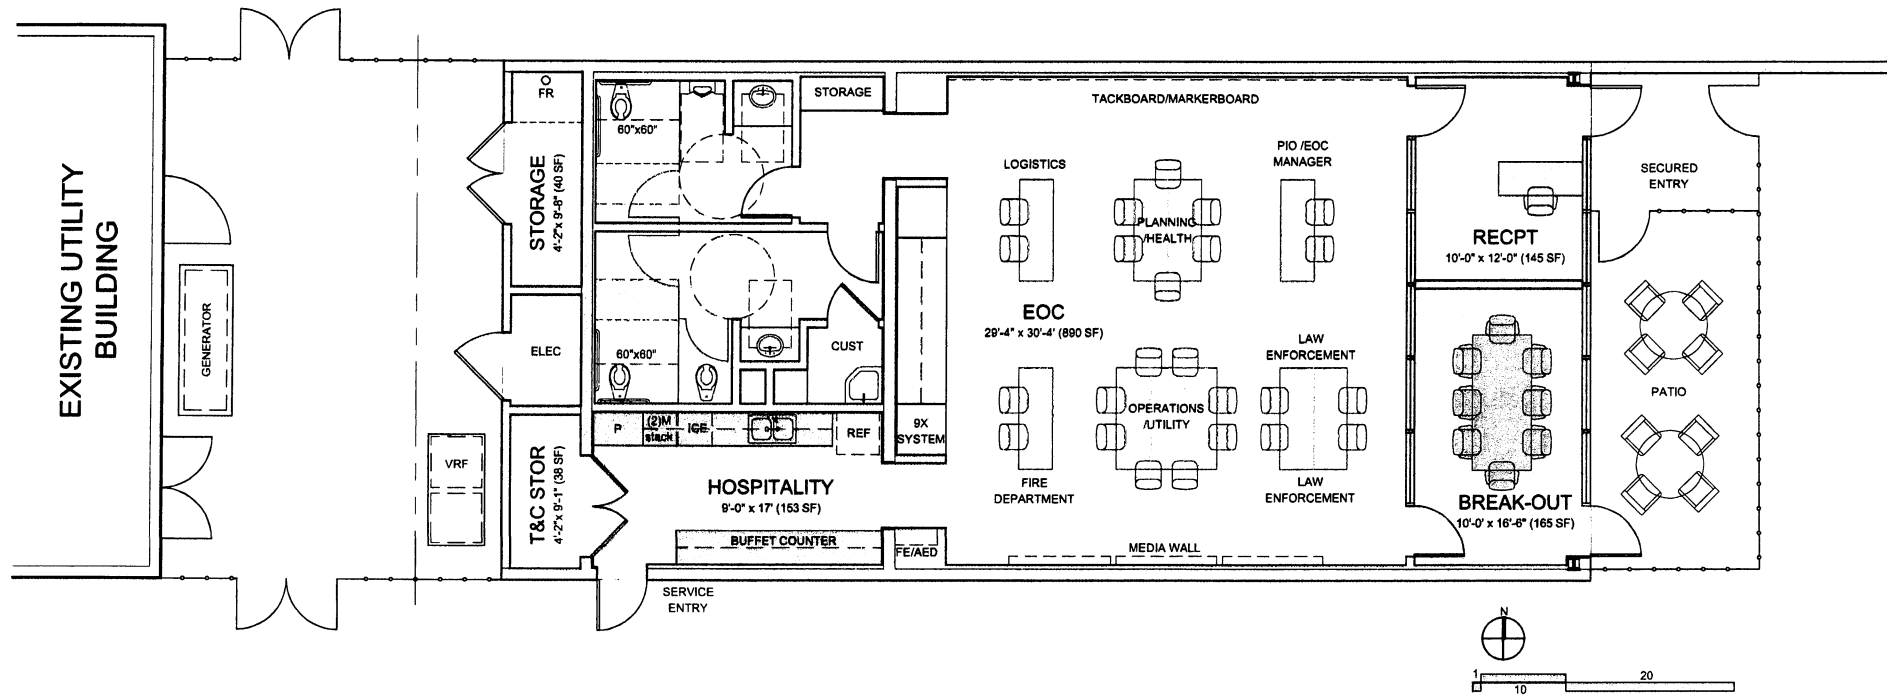 EXISTING UTILITY
BUILDING
GENERATOR
VRF
FR
STORAGE
4'-2"x 9'-8" (40 SF)
ELEC
T&C STOR
4'-2"x 9'-1" (38 SF)
60"x60"
STORAGE
60"x60"
CUST
P
(2)M
stack
ICE
REF
9X
SYSTEM
HOSPITALITY
9'-0" x 17' (153 SF)
BUFFET COUNTER
FE/AED
SERVICE
ENTRY
TACKBOARD/MARKERBOARD
LOGISTICS
PLANNING
/HEALTH
PIO /EOC
MANAGER
EOC
29'-4" x 30'-4' (890 SF)
LAW
ENFORCEMENT
OPERATIONS
/UTILITY
FIRE
DEPARTMENT
LAW
ENFORCEMENT
MEDIA WALL
RECPT
10'-0" x 12'-0" (145 SF)
BREAK-OUT
10'-0' x 16'-6" (165 SF)
SECURED
ENTRY
PATIO
N
1
10
20